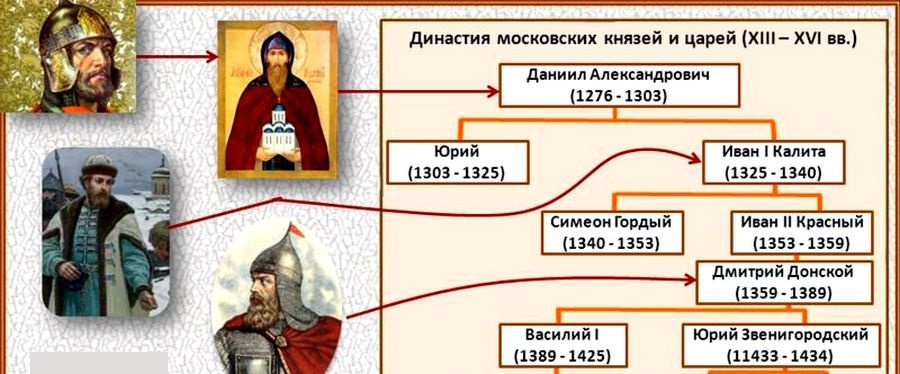 Династия московских князей и царей (XIII – XVI вв.)
Даниил Александрович
(1276 - 1303)
Юрий
(1303 - 1325)
Иван I Калита
(1325 - 1340)
Симеон Гордый
(1340 - 1353)
Иван II Красный
(1353 - 1359)
Дмитрий Донской
(1359 - 1389)
Василий I
(1389 - 1425)
Юрий Звенигородский
(11433 - 1434)